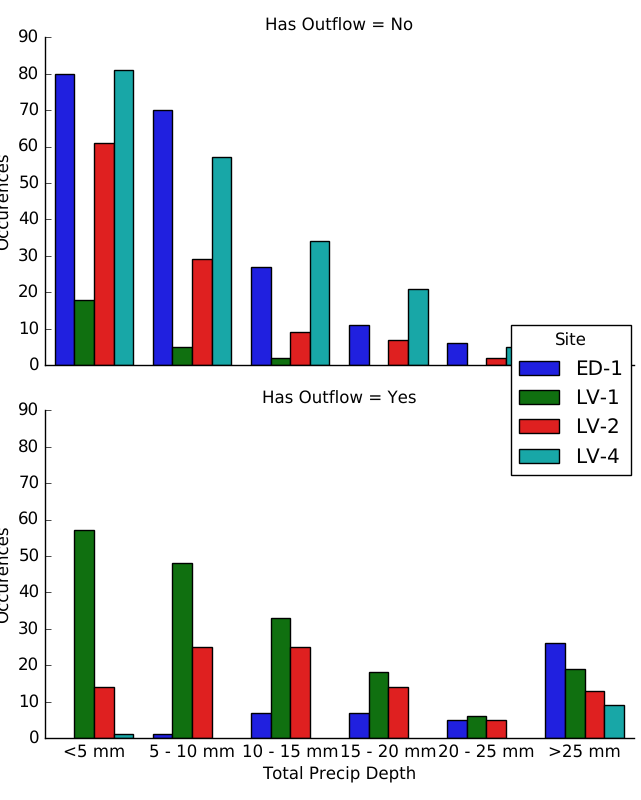 Has Outflow = No
90
80
70
60
50
40
30
20
10
0
Occurences
Site
ED-1
LV-1
LV-2
LV-4
Has Outflow = Yes
90
80
70
60
50
40
30
20
10
0
Occurences
<5 mm 5 - 10 mm 10 - 15 mm 15 - 20 mm 20 - 25 mm >25 mm
Total Precip Depth